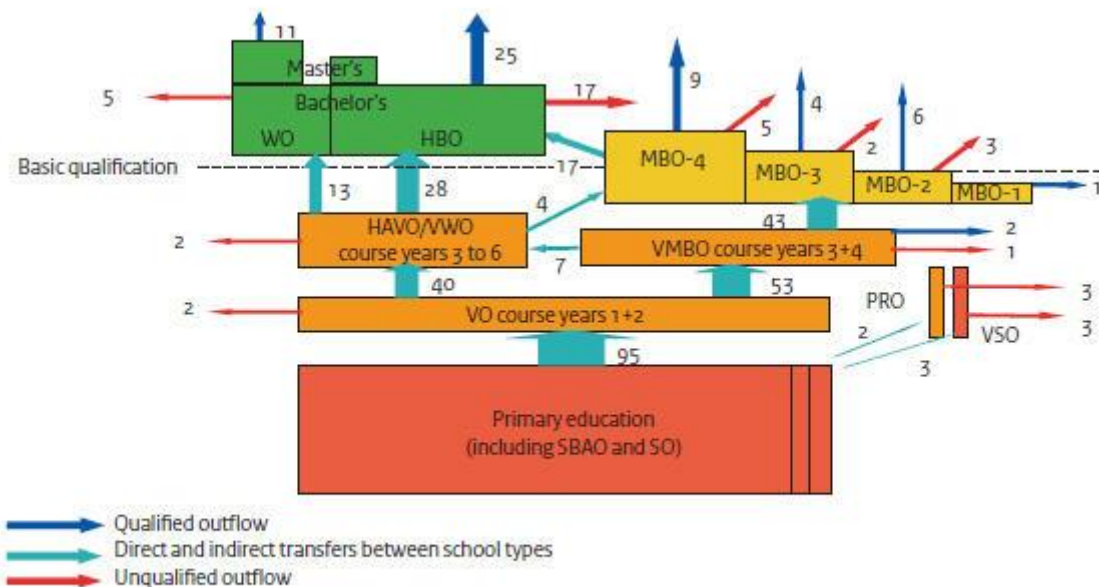 11
25
Master's
5
17
Bachelor's
WO
HBO
9
5
4
2
6
3
MBO-4
MBO-3
MBO-2
MBO-1
1
Basic qualification
17
13
28
4
43
2
HAVO/VWO
course years 3 to 6
2
7
VMBO course years 3+4
1
40
53
2
VO course years 1+2
PRO
VSO
3
3
2
3
95
Primary education
(including SBAO and SO)
Qualified outflow
Direct and indirect transfers between school types
Unqualified outflow